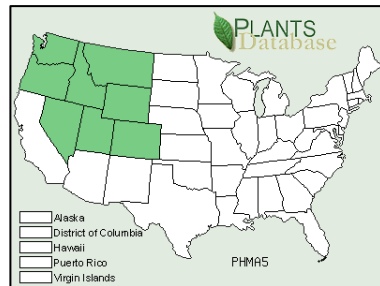 PLANTS
Database
Alaska
District of Columbia
Hawaii
Puerto Rico
Virgin Islands
PHMA5